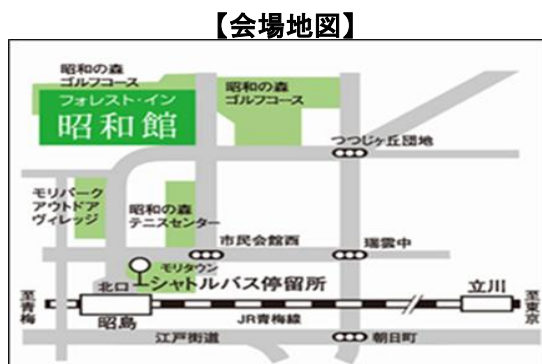 【会場地図】
昭和の森
ゴルフコース
フォレスト・イン
昭和館
昭和の森
ゴルフコース
つつじヶ丘団地
モリパーク
アウトドア
ヴィレッジ
昭和の森
テニスセンター
市民会館西
瑞雲中
モリタウン
北口
シャトルバス停留所
至青梅
昭島
JR青梅線
立川
至東京
江戸街道
朝日町